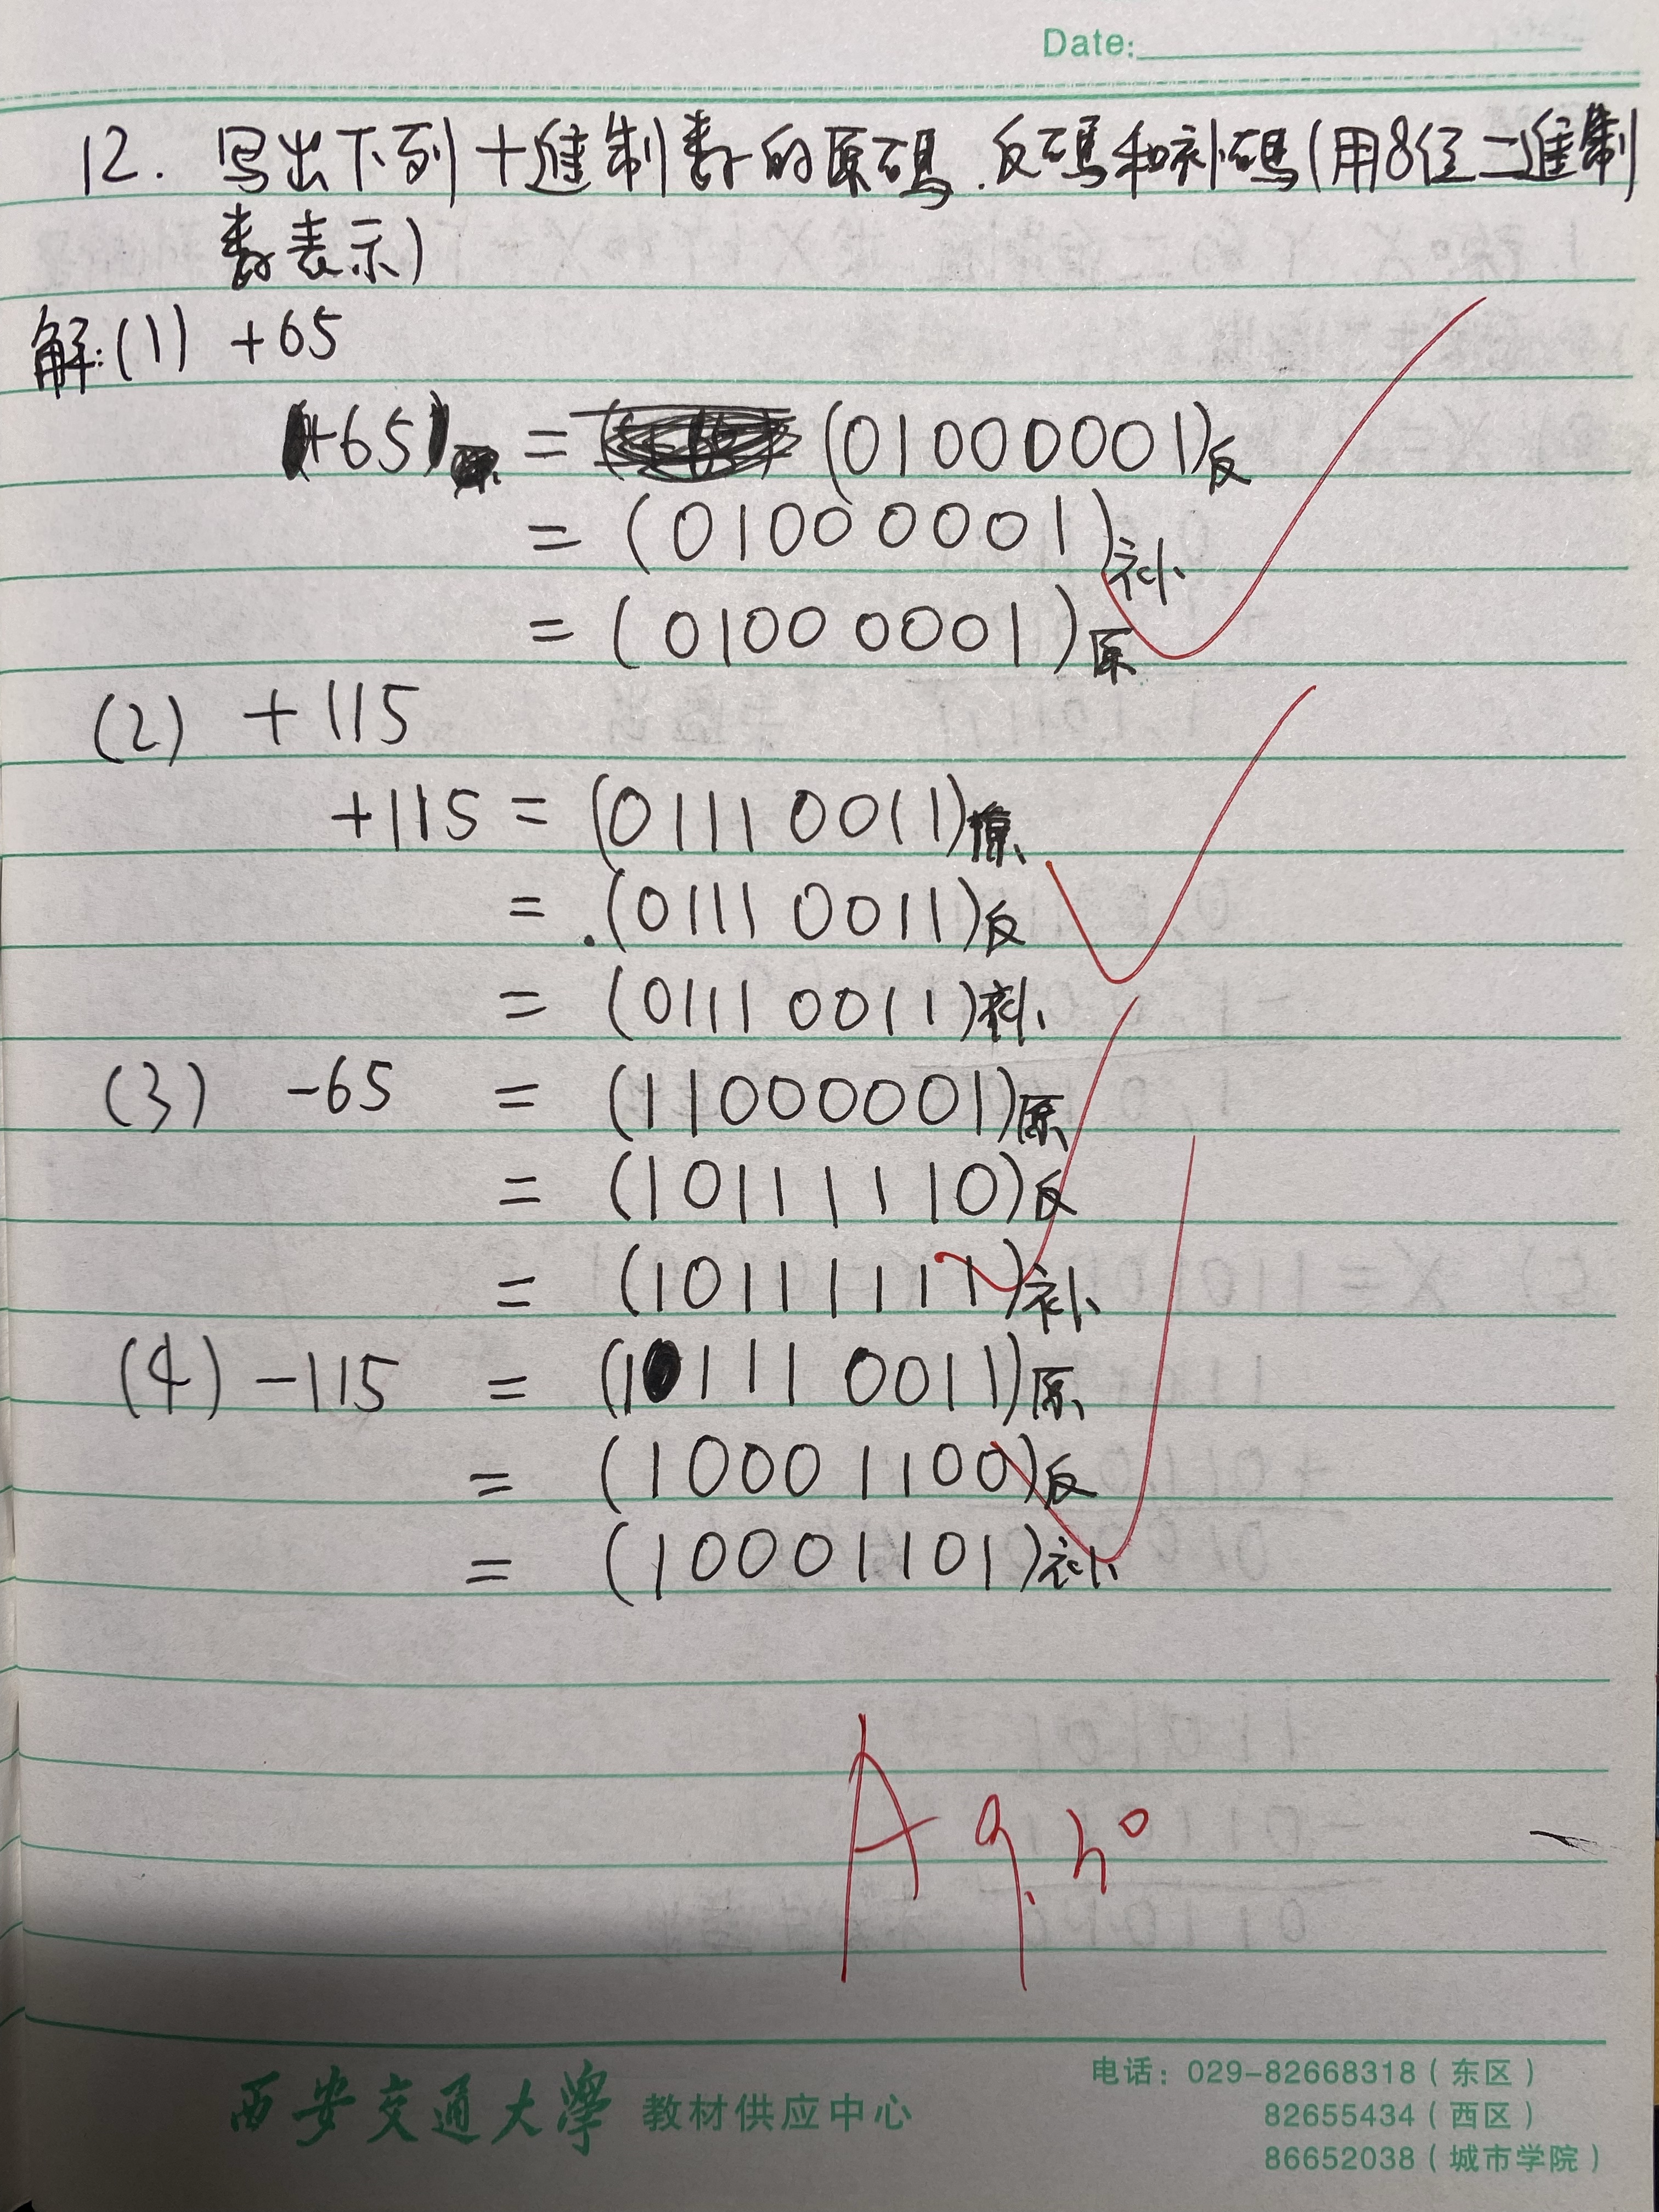 Date:
12. 写出下列十进制数的原码.反码和补码(用8位二进制
数表示)
解:(1) +65
+65 = (01000001)反
= (01000001)补
= (01000001)原
(2) +115
+115 = (01110011)原
= (01110011)反
= (01110011)补
(3) -65 = (11000001)原
= (10111110)反
= (10111111)补
(4) -115 = (11110011)原
= (10001100)反
= (10001101)补
A
西安交通大学 教材供应中心
电话：029-82668318（东区）
82655434（西区）
86652038（城市学院）